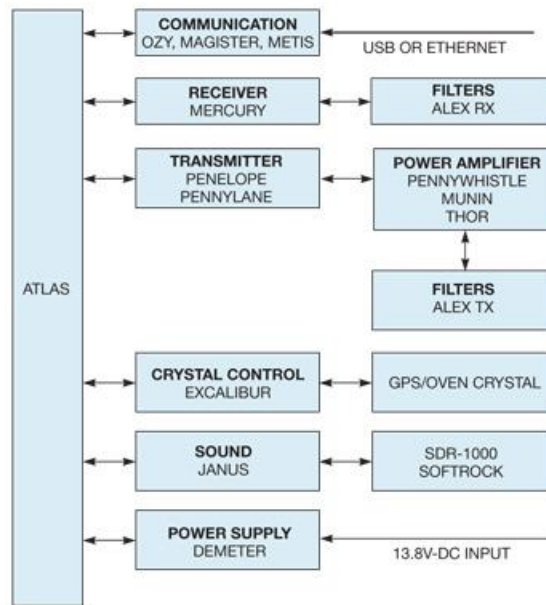 COMMUNICATION
OZY, MAGISTER, METIS
USB OR ETHERNET
RECEIVER
MERCURY
FILTERS
ALEX RX
TRANSMITTER
PENELOPE
PENNYLANE
POWER AMPLIFIER
PENNYWHISTLE
MUNIN
THOR
ATLAS
FILTERS
ALEX TX
CRYSTAL CONTROL
EXCALIBUR
GPS/OVEN CRYSTAL
SOUND
JANUS
SDR-1000
SOFTROCK
POWER SUPPLY
DEMETER
13.8V-DC INPUT